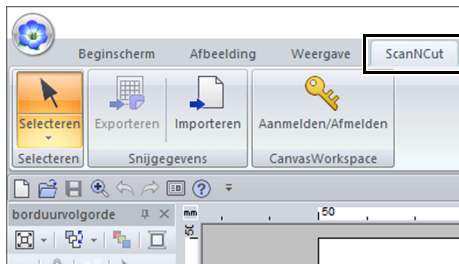 Beginscherm Afbeelding Weergave ScanNCut
Selecteren Exporteren Importeren Aanmelden/Afmelden
Selecteren Snijgegevens CanvasWorkspace
borduurvolgorde mm 50
50